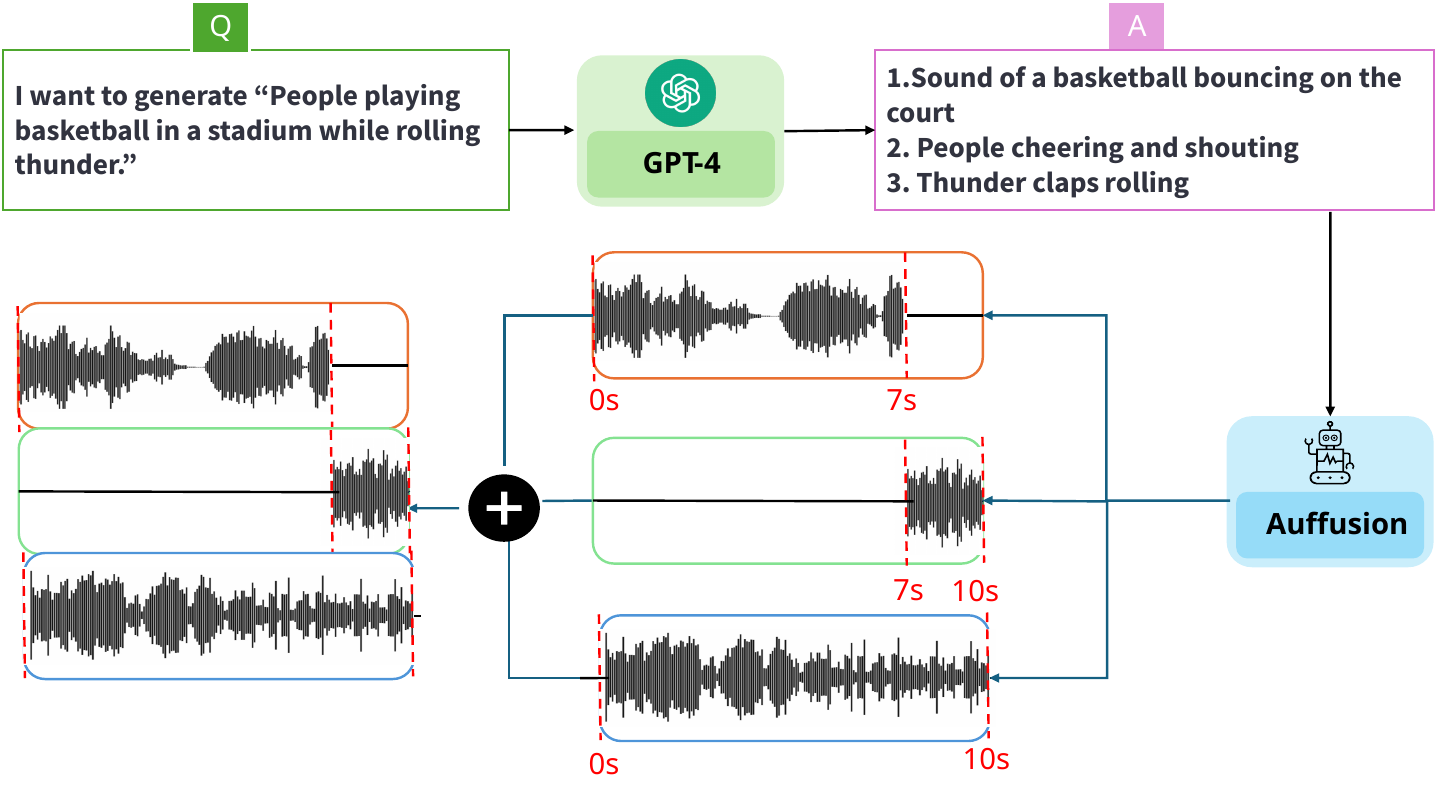 Q
I want to generate “People playing
basketball in a stadium while rolling
thunder.”
GPT-4
A
1.Sound of a basketball bouncing on the
court
2. People cheering and shouting
3. Thunder claps rolling
0s
7s
7s
10s
0s
10s
Auffusion